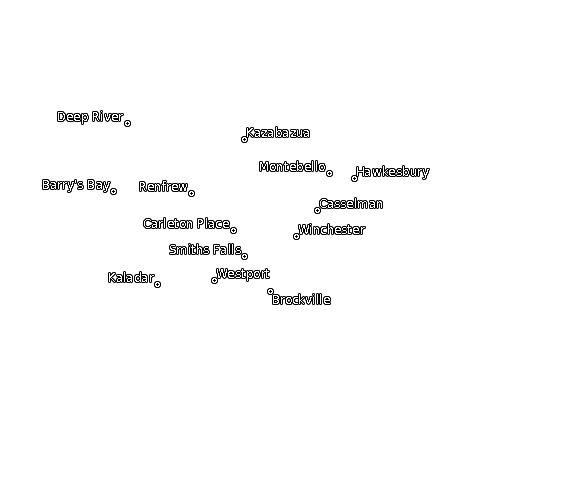 Deep River
Kazabazua
Montebello
Hawkesbury
Barry's Bay
Renfrew
Casselman
Carleton Place
Winchester
Smiths Falls
Kaladar
Westport
Brockville